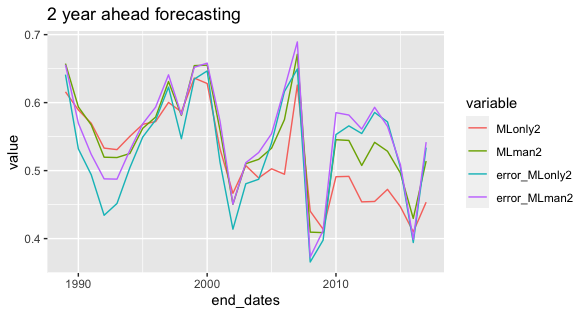 2 year ahead forecasting
value
0.7
0.6
0.5
0.4
1990
2000
2010
end_dates
variable
MLonly2
MLman2
error_MLonly2
error_MLman2